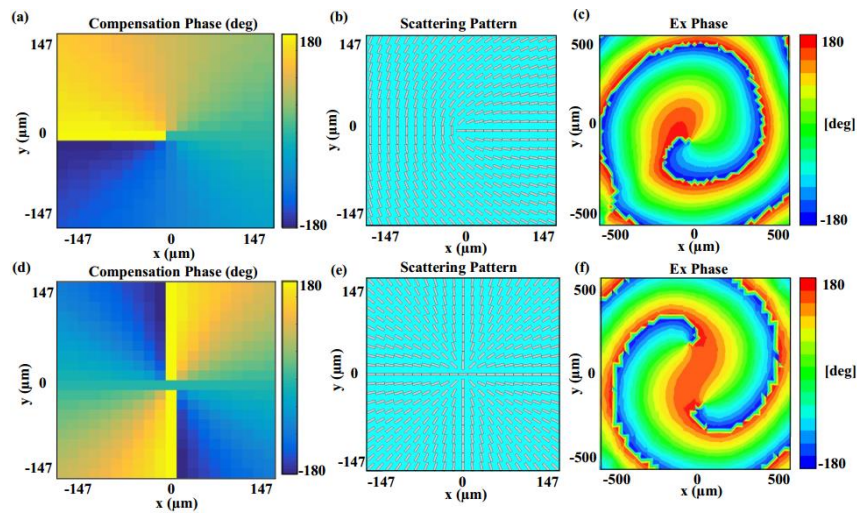 (a) Compensation Phase (deg)
147
0
-147
y (µm)
-147 0 147
x (µm)
180
-180
(b) Scattering Pattern
147
0
-147
y (µm)
-147 0 147
x (µm)
(c) Ex Phase
500
0
-500
y (µm)
-500 0 500
x (µm)
180
[deg]
-180
(d) Compensation Phase (deg)
147
0
-147
y (µm)
-147 0 147
x (µm)
180
-180
(e) Scattering Pattern
147
0
-147
y (µm)
-147 0 147
x (µm)
(f) Ex Phase
500
0
-500
y (µm)
-500 0 500
x (µm)
180
[deg]
-180